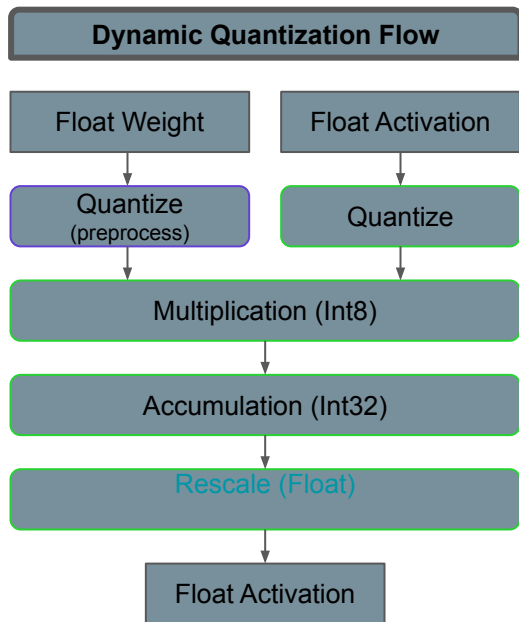 Dynamic Quantization Flow
Float Weight
Float Activation
Quantize
(preprocess)
Quantize
Multiplication (Int8)
Accumulation (Int32)
Rescale (Float)
Float Activation